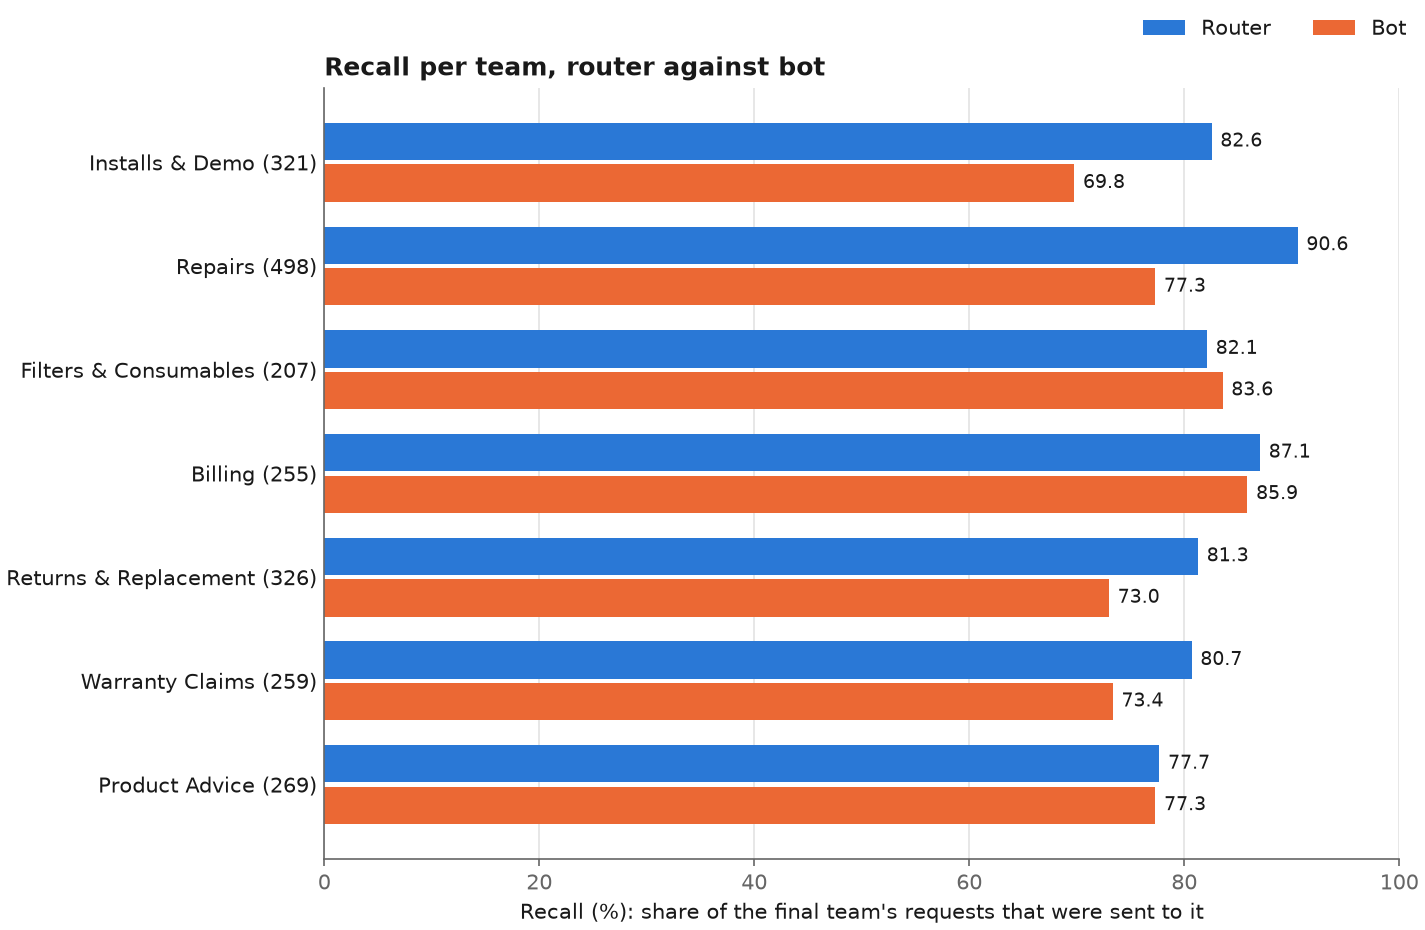 Router
Bot
Recall per team, router against bot
Installs & Demo (321)
82.6
69.8
Repairs (498)
90.6
77.3
Filters & Consumables (207)
82.1
83.6
Billing (255)
87.1
85.9
Returns & Replacement (326)
81.3
73.0
Warranty Claims (259)
80.7
73.4
Product Advice (269)
77.7
77.3
0 20 40 60 80 100
Recall (%): share of the final team's requests that were sent to it